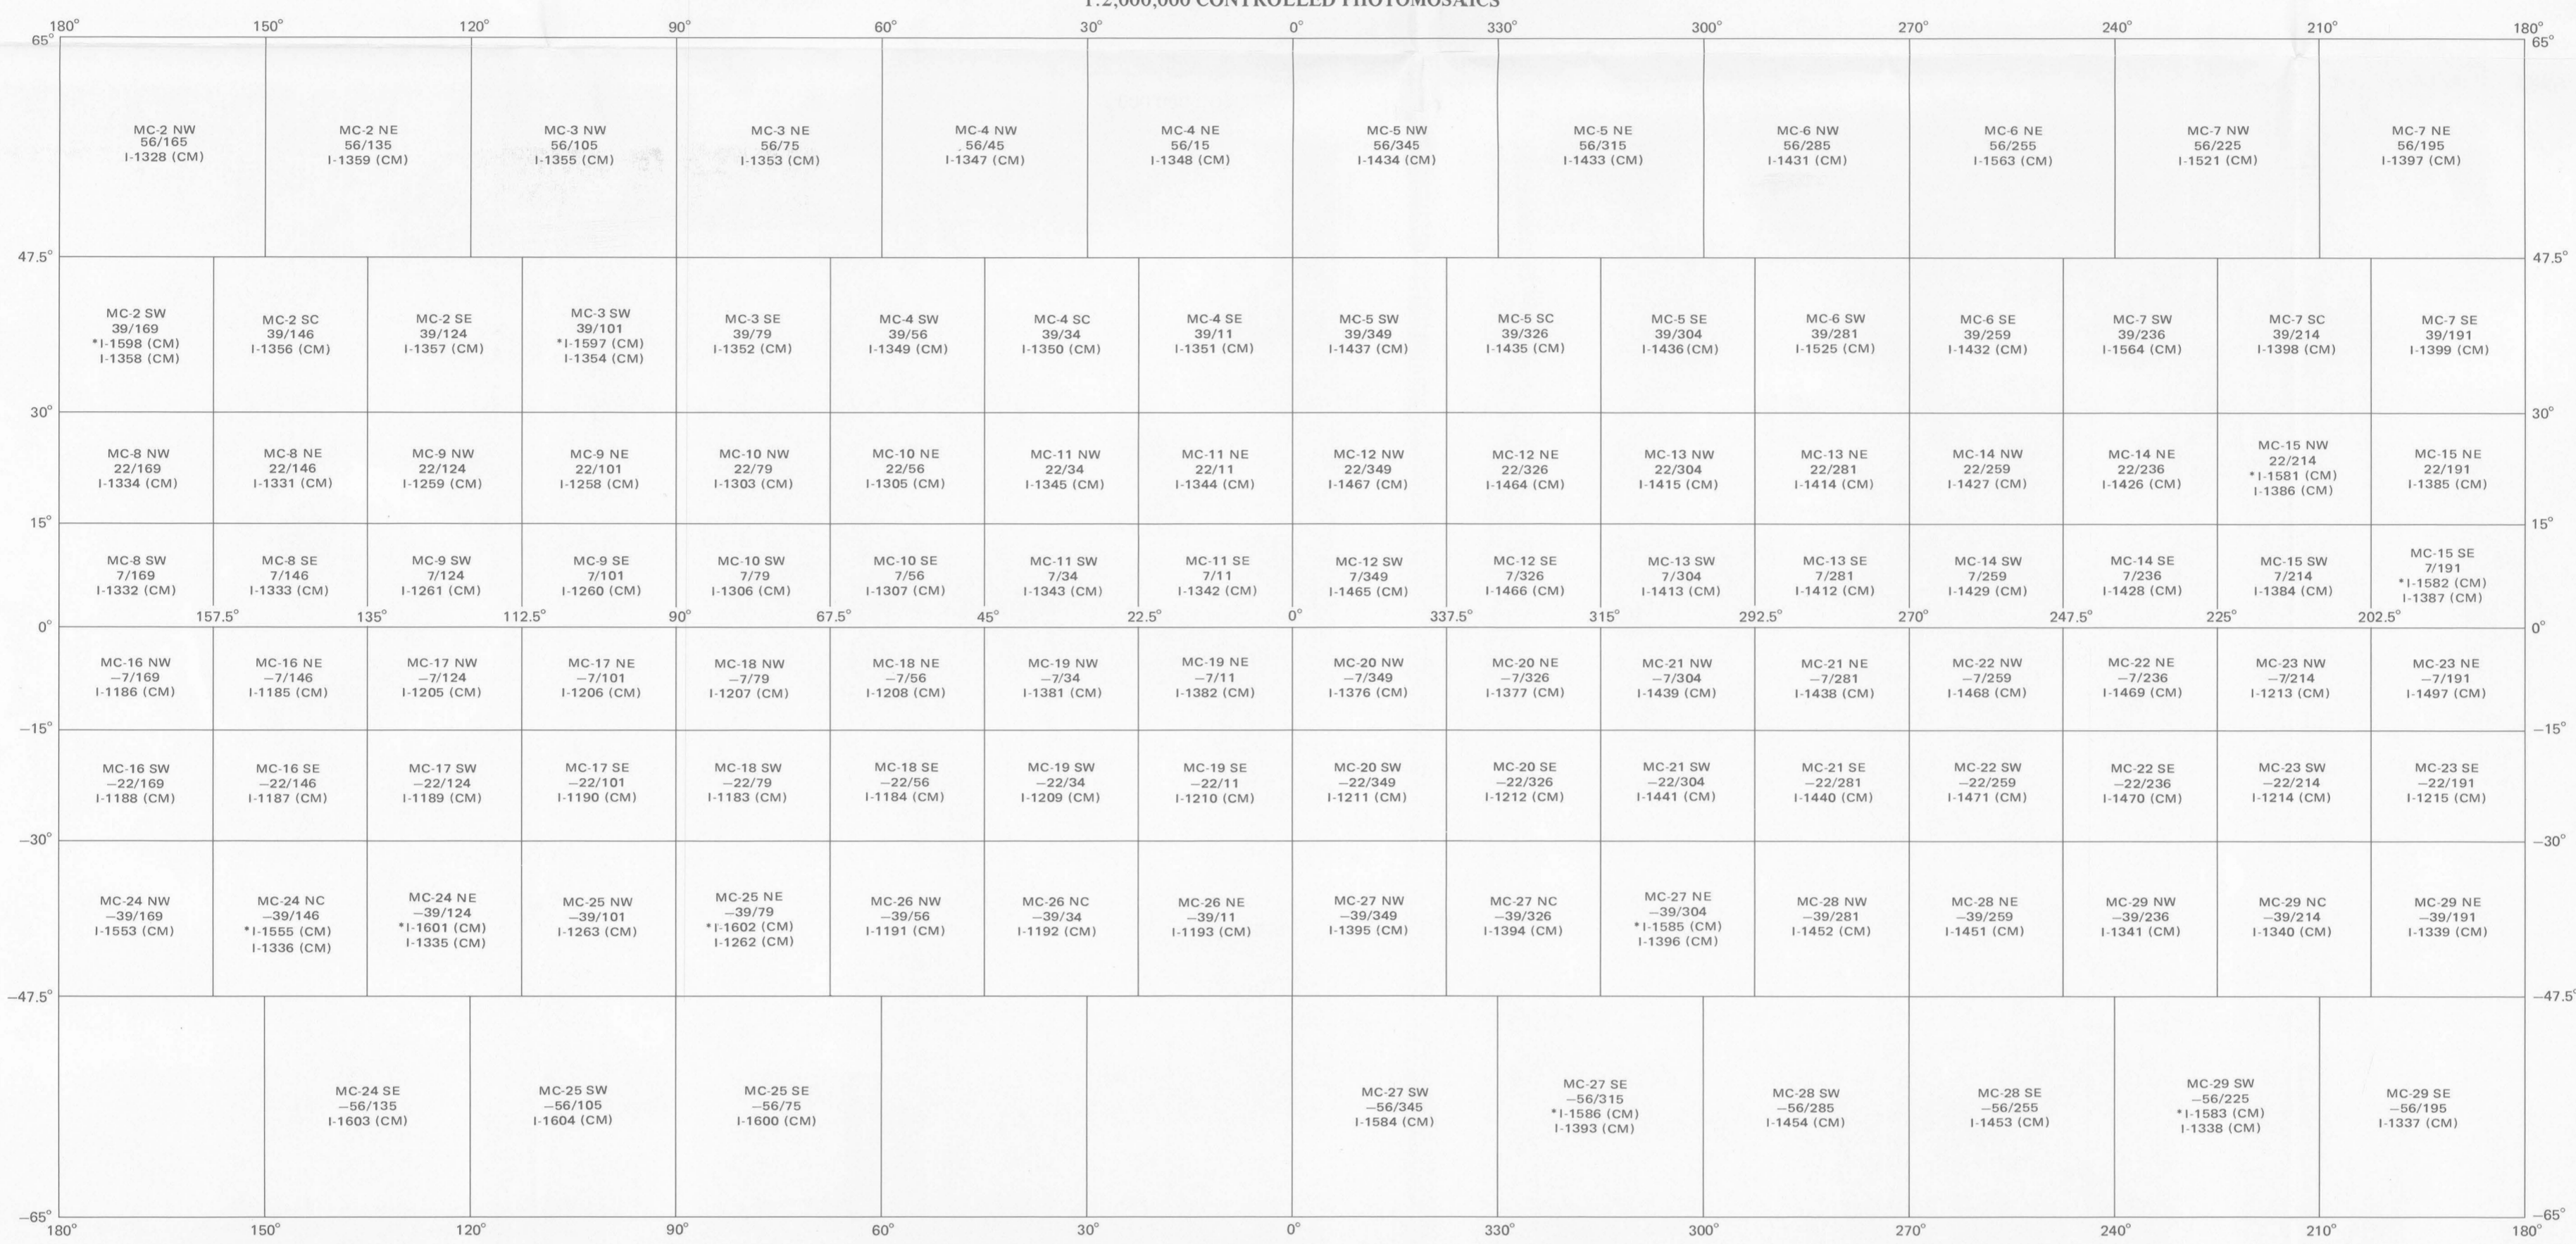 1:2,000,000 CONTROLLED PHOTOMOSAICS
180° 150° 120° 90° 60° 30° 0° 330° 300° 270° 240° 210° 180°
65° 65°
MC-2 NW
56/165
I-1328 (CM)
MC-2 NE
56/135
I-1359 (CM)
MC-3 NW
56/105
I-1355 (CM)
MC-3 NE
56/75
I-1353 (CM)
MC-4 NW
56/45
I-1347 (CM)
MC-4 NE
56/15
I-1348 (CM)
MC-5 NW
56/345
I-1434 (CM)
MC-5 NE
56/315
I-1433 (CM)
MC-6 NW
56/285
I-1431 (CM)
MC-6 NE
56/255
I-1563 (CM)
MC-7 NW
56/225
I-1521 (CM)
MC-7 NE
56/195
I-1397 (CM)
47.5° 47.5°
MC-2 SW
39/169
*I-1598 (CM)
I-1358 (CM)
MC-2 SC
39/146
I-1356 (CM)
MC-2 SE
39/124
I-1357 (CM)
MC-3 SW
39/101
*I-1597 (CM)
I-1354 (CM)
MC-3 SE
39/79
I-1352 (CM)
MC-4 SW
39/56
I-1349 (CM)
MC-4 SC
39/34
I-1350 (CM)
MC-4 SE
39/11
I-1351 (CM)
MC-5 SW
39/349
I-1437 (CM)
MC-5 SC
39/326
I-1435 (CM)
MC-5 SE
39/304
I-1436 (CM)
MC-6 SW
39/281
I-1525 (CM)
MC-6 SE
39/259
I-1432 (CM)
MC-7 SW
39/236
I-1564 (CM)
MC-7 SC
39/214
I-1398 (CM)
MC-7 SE
39/191
I-1399 (CM)
30° 30°
MC-8 NW
22/169
I-1334 (CM)
MC-8 NE
22/146
I-1331 (CM)
MC-9 NW
22/124
I-1259 (CM)
MC-9 NE
22/101
I-1258 (CM)
MC-10 NW
22/79
I-1303 (CM)
MC-10 NE
22/56
I-1305 (CM)
MC-11 NW
22/34
I-1345 (CM)
MC-11 NE
22/11
I-1344 (CM)
MC-12 NW
22/349
I-1467 (CM)
MC-12 NE
22/326
I-1464 (CM)
MC-13 NW
22/304
I-1415 (CM)
MC-13 NE
22/281
I-1414 (CM)
MC-14 NW
22/259
I-1427 (CM)
MC-14 NE
22/236
I-1426 (CM)
MC-15 NW
22/214
*I-1581 (CM)
I-1386 (CM)
MC-15 NE
22/191
I-1385 (CM)
15° 15°
MC-8 SW
7/169
I-1332 (CM)
MC-8 SE
7/146
I-1333 (CM)
MC-9 SW
7/124
I-1261 (CM)
MC-9 SE
7/101
I-1260 (CM)
MC-10 SW
7/79
I-1306 (CM)
MC-10 SE
7/56
I-1307 (CM)
MC-11 SW
7/34
I-1343 (CM)
MC-11 SE
7/11
I-1342 (CM)
MC-12 SW
7/349
I-1465 (CM)
MC-12 SE
7/326
I-1466 (CM)
MC-13 SW
7/304
I-1413 (CM)
MC-13 SE
7/281
I-1412 (CM)
MC-14 SW
7/259
I-1429 (CM)
MC-14 SE
7/236
I-1428 (CM)
MC-15 SW
7/214
I-1384 (CM)
MC-15 SE
7/191
*I-1582 (CM)
I-1387 (CM)
157.5° 135° 112.5° 90° 67.5° 45° 22.5° 0° 337.5° 315° 292.5° 270° 247.5° 225° 202.5°
0° 0°
MC-16 NW
—7/169
I-1186 (CM)
MC-16 NE
—7/146
I-1185 (CM)
MC-17 NW
—7/124
I-1205 (CM)
MC-17 NE
—7/101
I-1206 (CM)
MC-18 NW
—7/79
I-1207 (CM)
MC-18 NE
—7/56
I-1208 (CM)
MC-19 NW
—7/34
I-1381 (CM)
MC-19 NE
—7/11
I-1382 (CM)
MC-20 NW
—7/349
I-1376 (CM)
MC-20 NE
—7/326
I-1377 (CM)
MC-21 NW
—7/304
I-1439 (CM)
MC-21 NE
—7/281
I-1438 (CM)
MC-22 NW
—7/259
I-1468 (CM)
MC-22 NE
—7/236
I-1469 (CM)
MC-23 NW
—7/214
I-1213 (CM)
MC-23 NE
—7/191
I-1497 (CM)
—15° —15°
MC-16 SW
—22/169
I-1188 (CM)
MC-16 SE
—22/146
I-1187 (CM)
MC-17 SW
—22/124
I-1189 (CM)
MC-17 SE
—22/101
I-1190 (CM)
MC-18 SW
—22/79
I-1183 (CM)
MC-18 SE
—22/56
I-1184 (CM)
MC-19 SW
—22/34
I-1209 (CM)
MC-19 SE
—22/11
I-1210 (CM)
MC-20 SW
—22/349
I-1211 (CM)
MC-20 SE
—22/326
I-1212 (CM)
MC-21 SW
—22/304
I-1441 (CM)
MC-21 SE
—22/281
I-1440 (CM)
MC-22 SW
—22/259
I-1471 (CM)
MC-22 SE
—22/236
I-1470 (CM)
MC-23 SW
—22/214
I-1214 (CM)
MC-23 SE
—22/191
I-1215 (CM)
—30° —30°
MC-24 NW
—39/169
I-1553 (CM)
MC-24 NC
—39/146
*I-1555 (CM)
I-1336 (CM)
MC-24 NE
—39/124
*I-1601 (CM)
I-1335 (CM)
MC-25 NW
—39/101
I-1263 (CM)
MC-25 NE
—39/79
*I-1602 (CM)
I-1262 (CM)
MC-26 NW
—39/56
I-1191 (CM)
MC-26 NC
—39/34
I-1192 (CM)
MC-26 NE
—39/11
I-1193 (CM)
MC-27 NW
—39/349
I-1395 (CM)
MC-27 NC
—39/326
I-1394 (CM)
MC-27 NE
—39/304
*I-1585 (CM)
I-1396 (CM)
MC-28 NW
—39/281
I-1452 (CM)
MC-28 NE
—39/259
I-1451 (CM)
MC-29 NW
—39/236
I-1341 (CM)
MC-29 NC
—39/214
I-1340 (CM)
MC-29 NE
—39/191
I-1339 (CM)
—47.5° —47.5°
MC-24 SE
—56/135
I-1603 (CM)
MC-25 SW
—56/105
I-1604 (CM)
MC-25 SE
—56/75
I-1600 (CM)
MC-27 SW
—56/345
I-1584 (CM)
MC-27 SE
—56/315
*I-1586 (CM)
I-1393 (CM)
MC-28 SW
—56/285
I-1454 (CM)
MC-28 SE
—56/255
I-1453 (CM)
MC-29 SW
—56/225
*I-1583 (CM)
I-1338 (CM)
MC-29 SE
—56/195
I-1337 (CM)
—65° —65°
180° 150° 120° 90° 60° 30° 0° 330° 300° 270° 240° 210° 180°